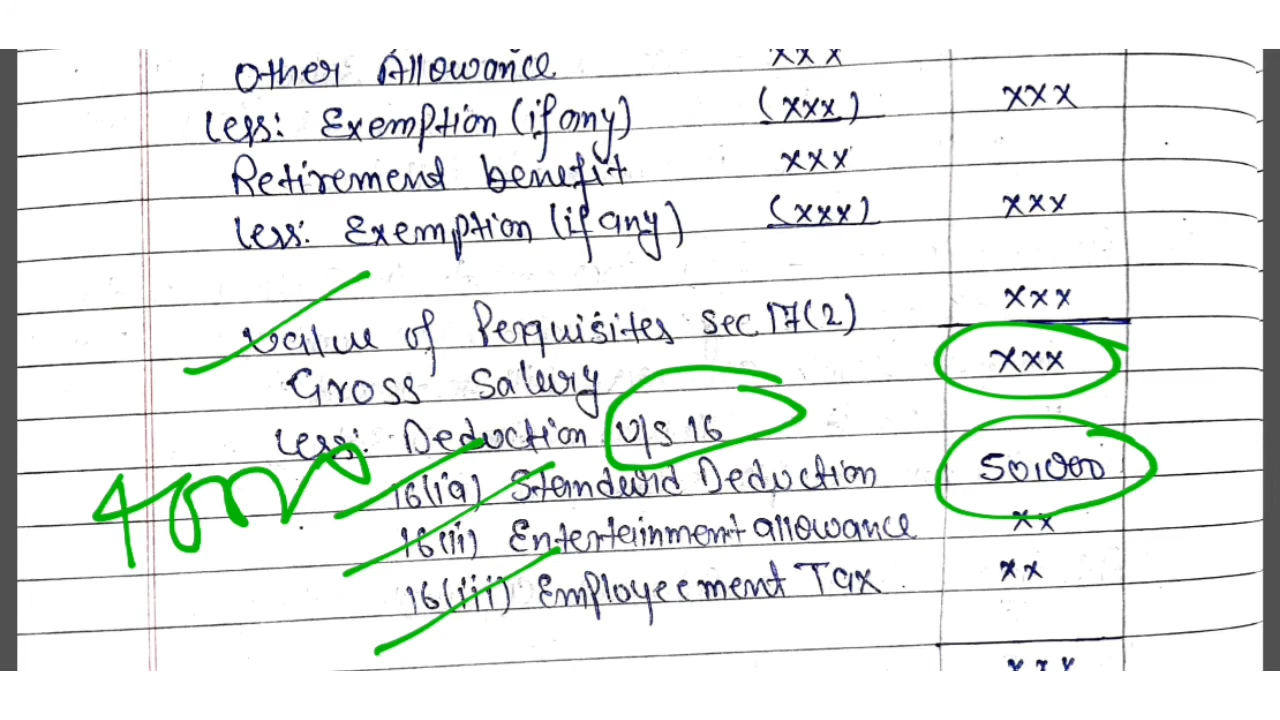 Other Allowance xxx
less: Exemption (if any) (xxx) xxx
Retiremend benefit xxx
less: Exemption (if any) (xxx) xxx
Value of Perquisites sec 17(2) xxx
Gross Salary xxx
less: Deduction U/S 16
16(ia) Standard Deduction 50,000
16(ii) Entertainment allowance xx
16(iii) Employeement Tax xx
xxx